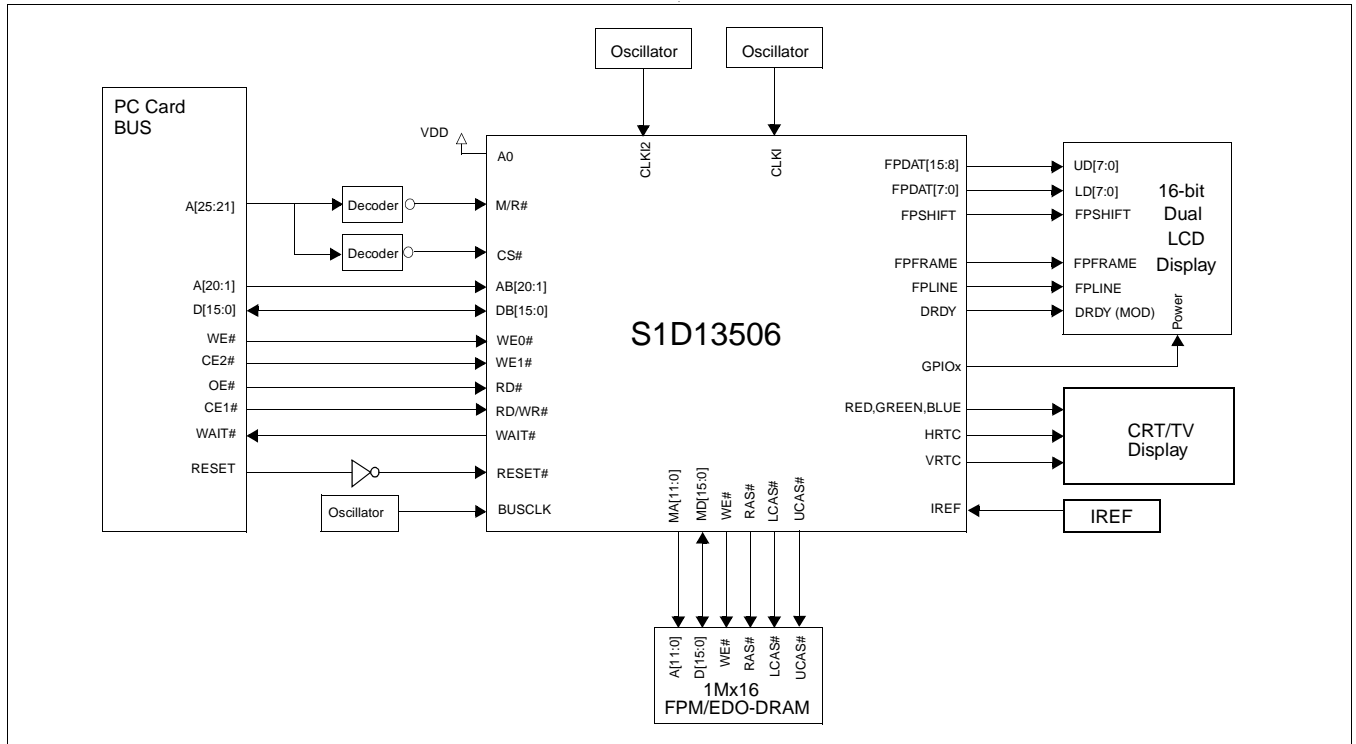 Oscillator
Oscillator
PC Card
BUS
VDD
A0
CLKI2
CLKI
A[25:21]
Decoder
M/R#
Decoder
CS#
A[20:1]
AB[20:1]
D[15:0]
DB[15:0]
WE#
WE0#
CE2#
WE1#
OE#
RD#
CE1#
RD/WR#
WAIT#
WAIT#
RESET
RESET#
Oscillator
BUSCLK
S1D13506
FPDAT[15:8]
UD[7:0]
FPDAT[7:0]
LD[7:0]
FPSHIFT
FPSHIFT
16-bit
Dual
LCD
Display
FPFRAME
FPFRAME
FPLINE
FPLINE
DRDY
DRDY (MOD)
Power
GPIOx
RED,GREEN,BLUE
HRTC
VRTC
CRT/TV
Display
IREF
IREF
MA[11:0]
MD[15:0]
WE#
RAS#
LCAS#
UCAS#
A[11:0]
D[15:0]
WE#
RAS#
LCAS#
UCAS#
1Mx16
FPM/EDO-DRAM